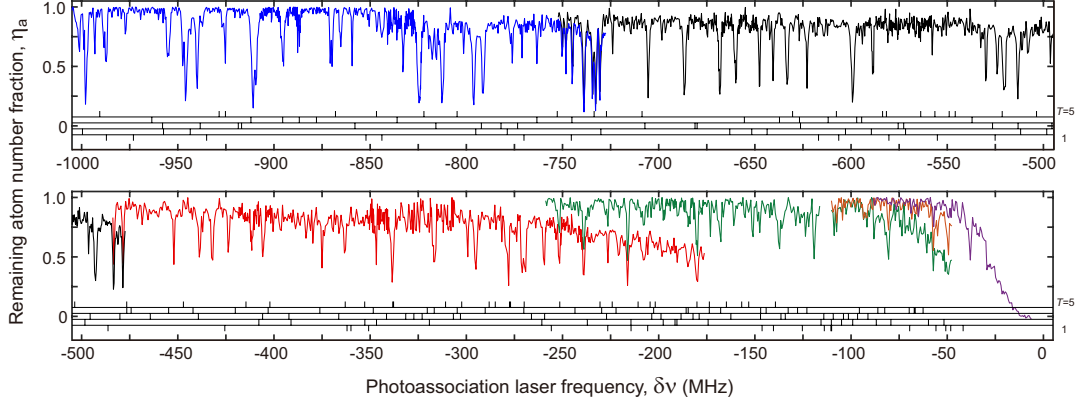 Remaining atom number fraction, ηa
1.0
0.5
0
T=5
1
-1000 -950 -900 -850 -800 -750 -700 -650 -600 -550 -500
1.0
0.5
0
T=5
1
-500 -450 -400 -350 -300 -250 -200 -150 -100 -50 0
Photoassociation laser frequency, δν (MHz)